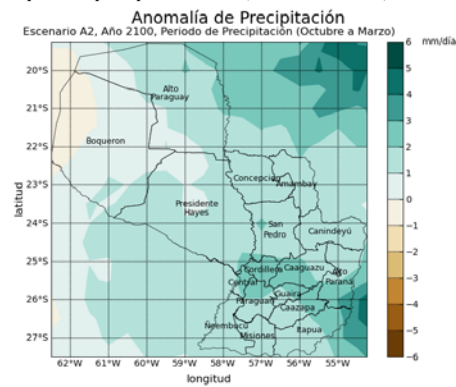 Anomalía de Precipitación
Escenario A2, Año 2100, Periodo de Precipitación (Octubre a Marzo)
mm/día
6
5
4
3
2
1
0
−1
−2
−3
−4
−5
−6
20°S
21°S
22°S
23°S
24°S
25°S
26°S
27°S
latitud
Alto
Paraguay
Boqueron
Concepción
Amambay
Presidente
Hayes
San
Pedro
Canindeyú
Cordillera
Caaguazu
Alto
Paraná
Central
Guaira
Paraguari
Caazapa
Ñeembucú
Itapua
Misiones
62°W 61°W 60°W 59°W 58°W 57°W 56°W 55°W
longitud